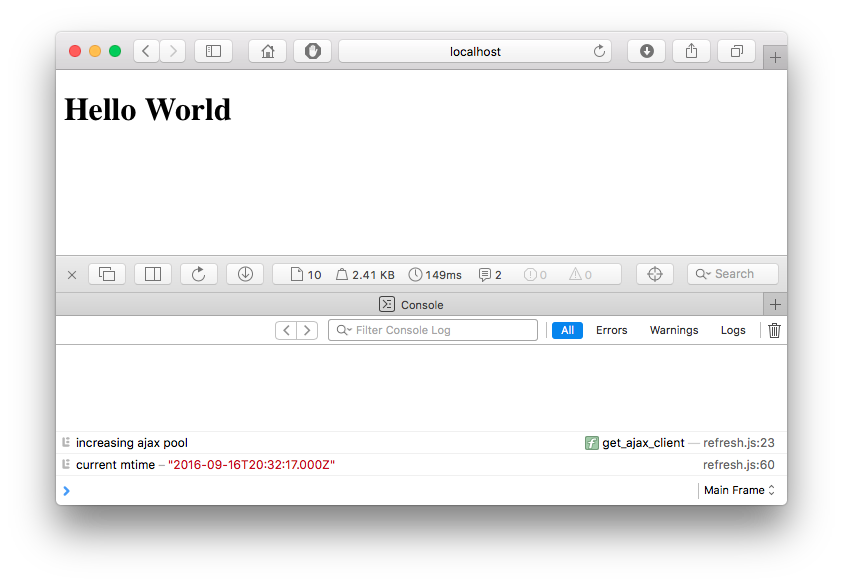 localhost
Hello World
10 2.41 KB 149ms 2 0 0 Search
Console
Filter Console Log All Errors Warnings Logs
increasing ajax pool f get_ajax_client — refresh.js:23
current mtime – "2016-09-16T20:32:17.000Z" refresh.js:60
Main Frame